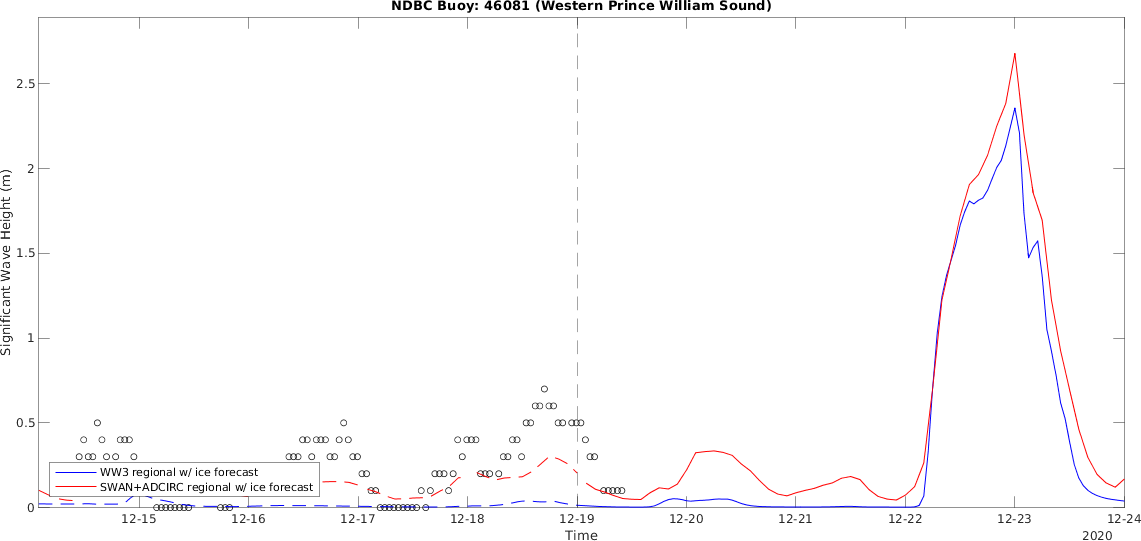 NDBC Buoy: 46081 (Western Prince William Sound)
Significant Wave Height (m)
2.5
2
1.5
1
0.5
0
WW3 regional w/ ice forecast
SWAN+ADCIRC regional w/ ice forecast
12-15 12-16 12-17 12-18 12-19 12-20 12-21 12-22 12-23 12-24
Time
2020